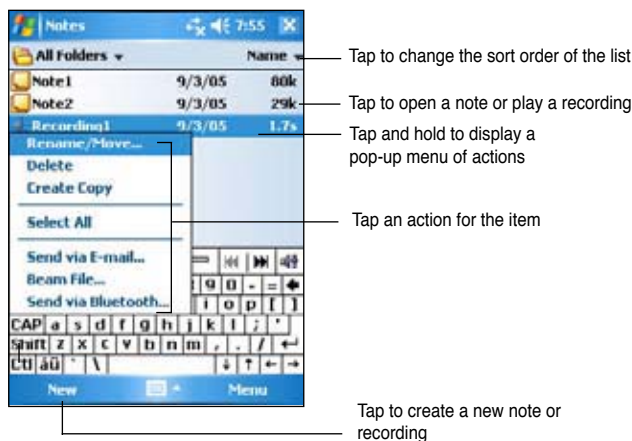 Notes 7:55
All Folders Name
Note1 9/3/05 80k
Note2 9/3/05 29k
Recording1 9/3/05 1.7s
Rename/Move...
Delete
Create Copy
Select All
Send via E-mail...
Beam File...
Send via Bluetooth...
9 0 - =
i o p [ ]
CAP a s d f g h j k l ; '
Shift z x c v b n m , . /
Ctl áü ` \
New Menu
Tap to change the sort order of the list
Tap to open a note or play a recording
Tap and hold to display a
pop-up menu of actions
Tap an action for the item
Tap to create a new note or
recording